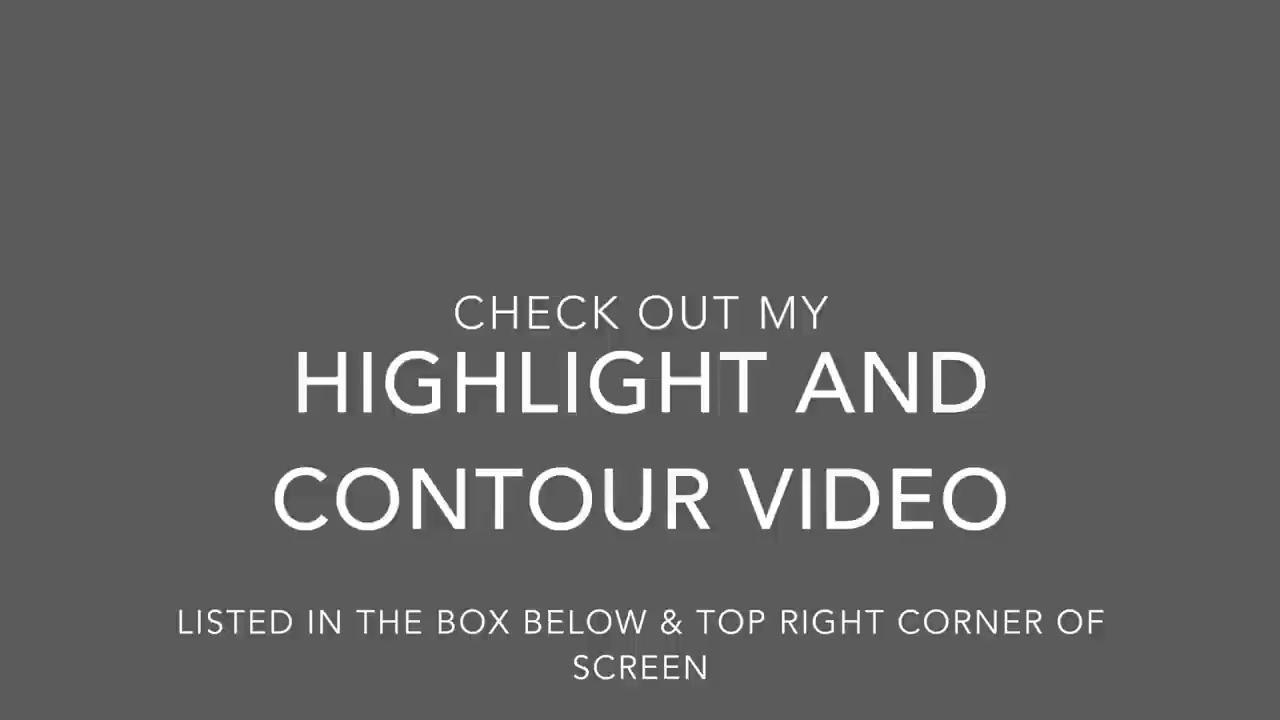 CHECK OUT MY
HIGHLIGHT AND
CONTOUR VIDEO
LISTED IN THE BOX BELOW & TOP RIGHT CORNER OF
SCREEN